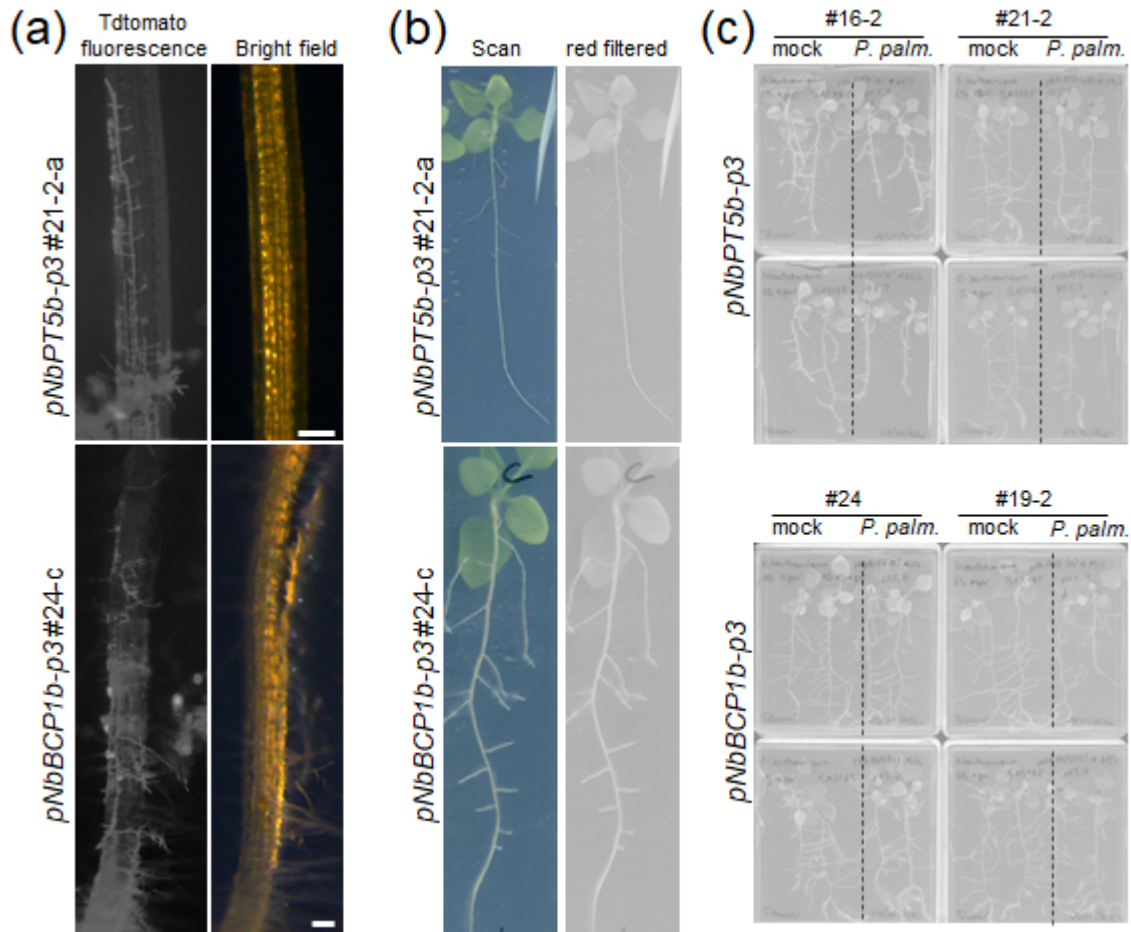 (a)
Tdtomato
fluorescence
Bright field
pNbPT5b-p3 #21-2-a
pNbBCP1b-p3 #24-c
(b)
Scan
red filtered
pNbPT5b-p3 #21-2-a
pNbBCP1b-p3 #24-c
(c)
#16-2
#21-2
mock
P. palm.
mock
P. palm.
pNbPT5b-p3
#24
#19-2
mock
P. palm.
mock
P. palm.
pNbBCP1b-p3